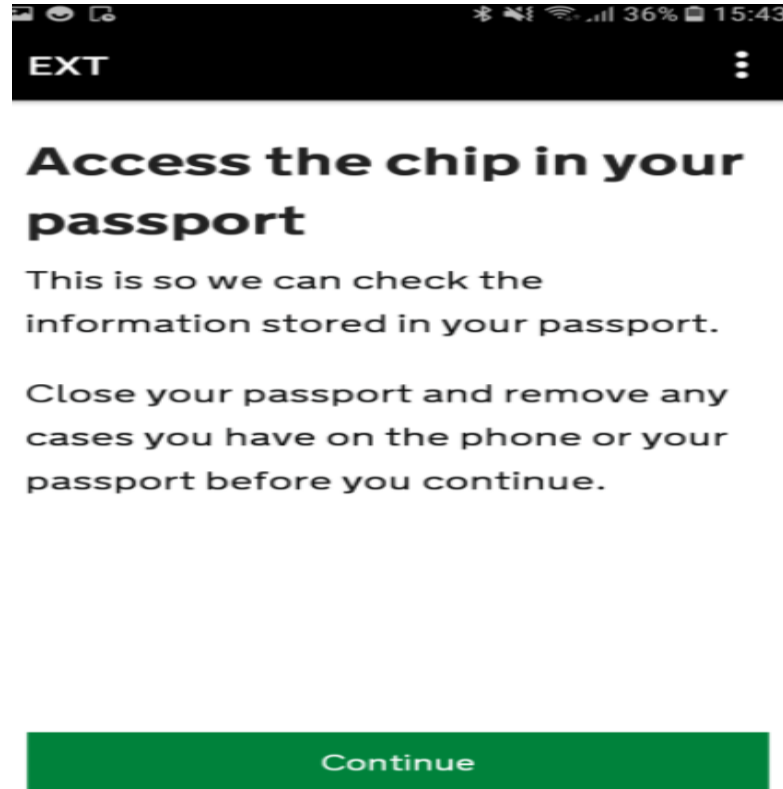 36% 15:43
EXT
Access the chip in your
passport
This is so we can check the
information stored in your passport.
Close your passport and remove any
cases you have on the phone or your
passport before you continue.
Continue